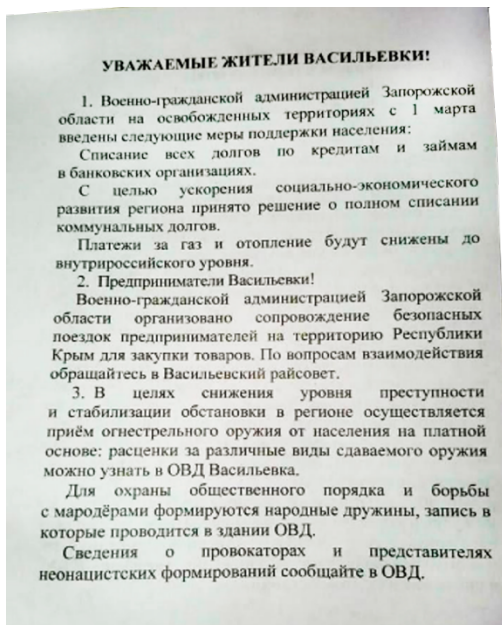 УВАЖАЕМЫЕ ЖИТЕЛИ ВАСИЛЬЕВКИ!
1. Военно-гражданской администрацией Запорожской
области на освобожденных территориях с 1 марта
введены следующие меры поддержки населения:
Списание всех долгов по кредитам и займам
в банковских организациях.
С целью ускорения социально-экономического
развития региона принято решение о полном списании
коммунальных долгов.
Платежи за газ и отопление будут снижены до
внутрироссийского уровня.
2. Предприниматели Васильевки!
Военно-гражданской администрацией Запорожской
области организовано сопровождение безопасных
поездок предпринимателей на территорию Республики
Крым для закупки товаров. По вопросам взаимодействия
обращайтесь в Васильевский райсовет.
3. В целях снижения уровня преступности
и стабилизации обстановки в регионе осуществляется
приём огнестрельного оружия от населения на платной
основе: расценки за различные виды сдаваемого оружия
можно узнать в ОВД Васильевка.
Для охраны общественного порядка и борьбы
с мародёрами формируются народные дружины, запись в
которые проводится в здании ОВД.
Сведения о провокаторах и представителях
неонацистских формирований сообщайте в ОВД.